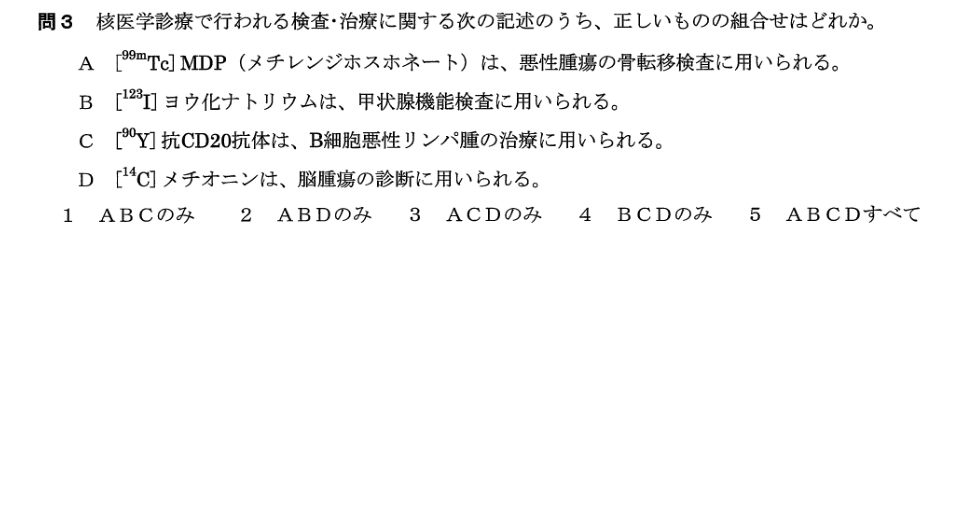 問3 核医学診療で行われる検査･治療に関する次の記述のうち、正しいものの組合せはどれか。
A [⁹⁹ᵐTc] MDP（メチレンジホスホネート）は、悪性腫瘍の骨転移検査に用いられる。
B [¹²³I] ヨウ化ナトリウムは、甲状腺機能検査に用いられる。
C [⁹⁰Y] 抗CD20抗体は、B細胞悪性リンパ腫の治療に用いられる。
D [¹⁴C] メチオニンは、脳腫瘍の診断に用いられる。
1 ＡＢＣのみ 2 ＡＢＤのみ 3 ＡＣＤのみ 4 ＢＣＤのみ 5 ＡＢＣＤすべて